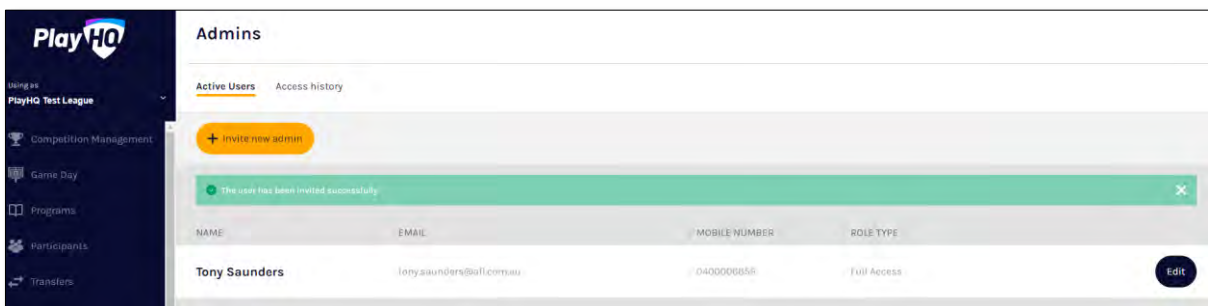 PlayHQ
Using as
PlayHQ Test League
Competition Management
Game Day
Programs
Participants
Transfers
Admins
Active Users Access history
+ Invite new admin
The user has been invited successfully
NAME EMAIL MOBILE NUMBER ROLE TYPE
Tony Saunders tony.saunders@afl.com.au Full Access Edit